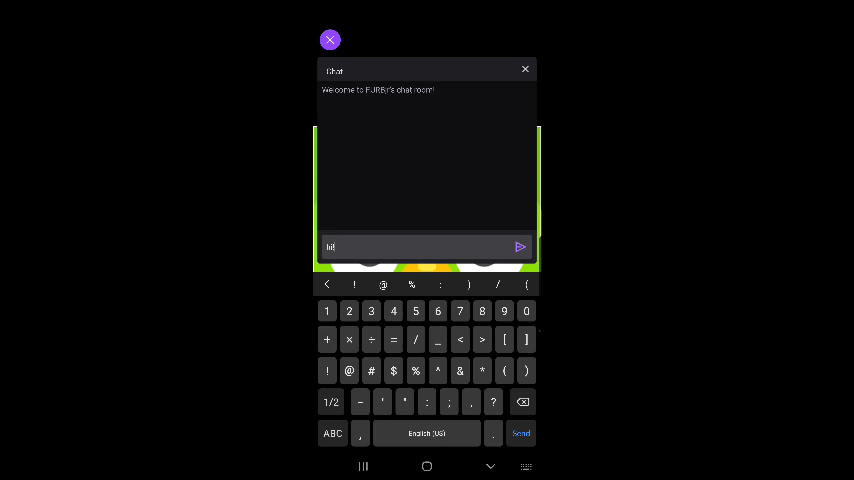 Chat
Welcome to FURBjr's chat room!
hi!
! @ % : ) / (
1 2 3 4 5 6 7 8 9 0
+ × ÷ = / _ < > [ ]
! @ # $ % ^ & * ( )
1/2 - ' " : ; , ?
ABC , English (US) . Send